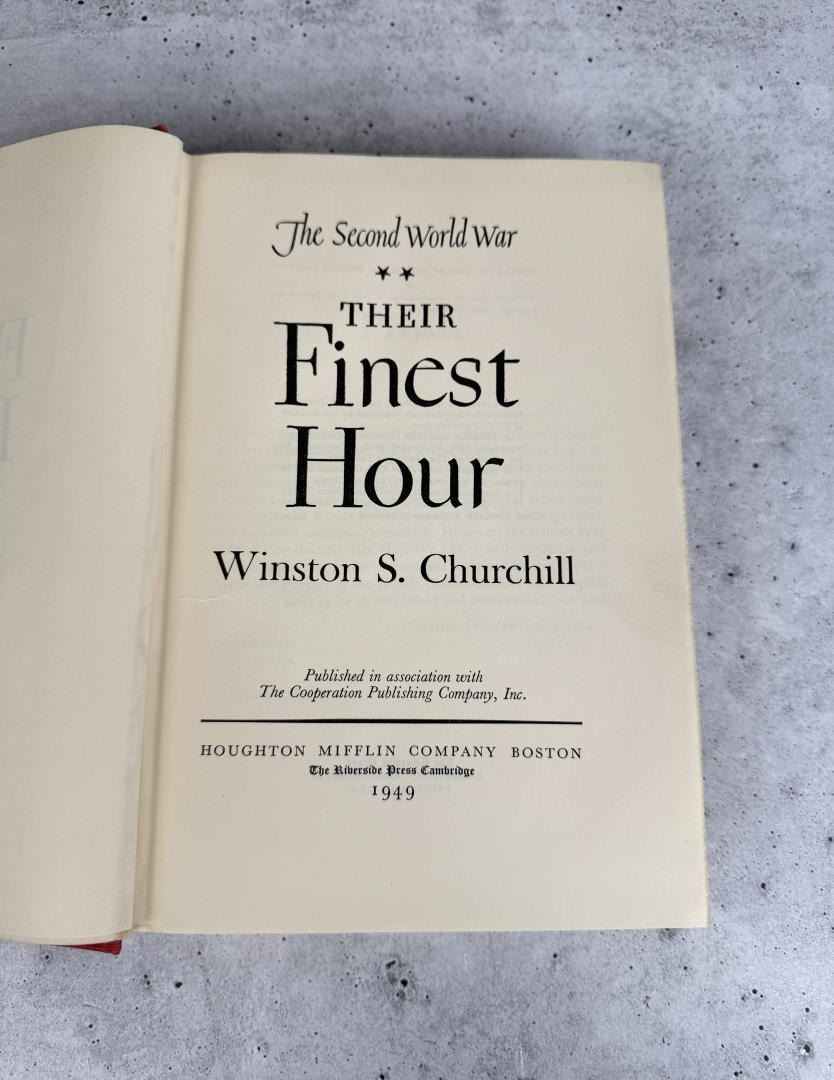 The Second World War
★ ★
THEIR
Finest
Hour
Winston S. Churchill
Published in association with
The Cooperation Publishing Company, Inc.
HOUGHTON MIFFLIN COMPANY BOSTON
The Riverside Press Cambridge
1949